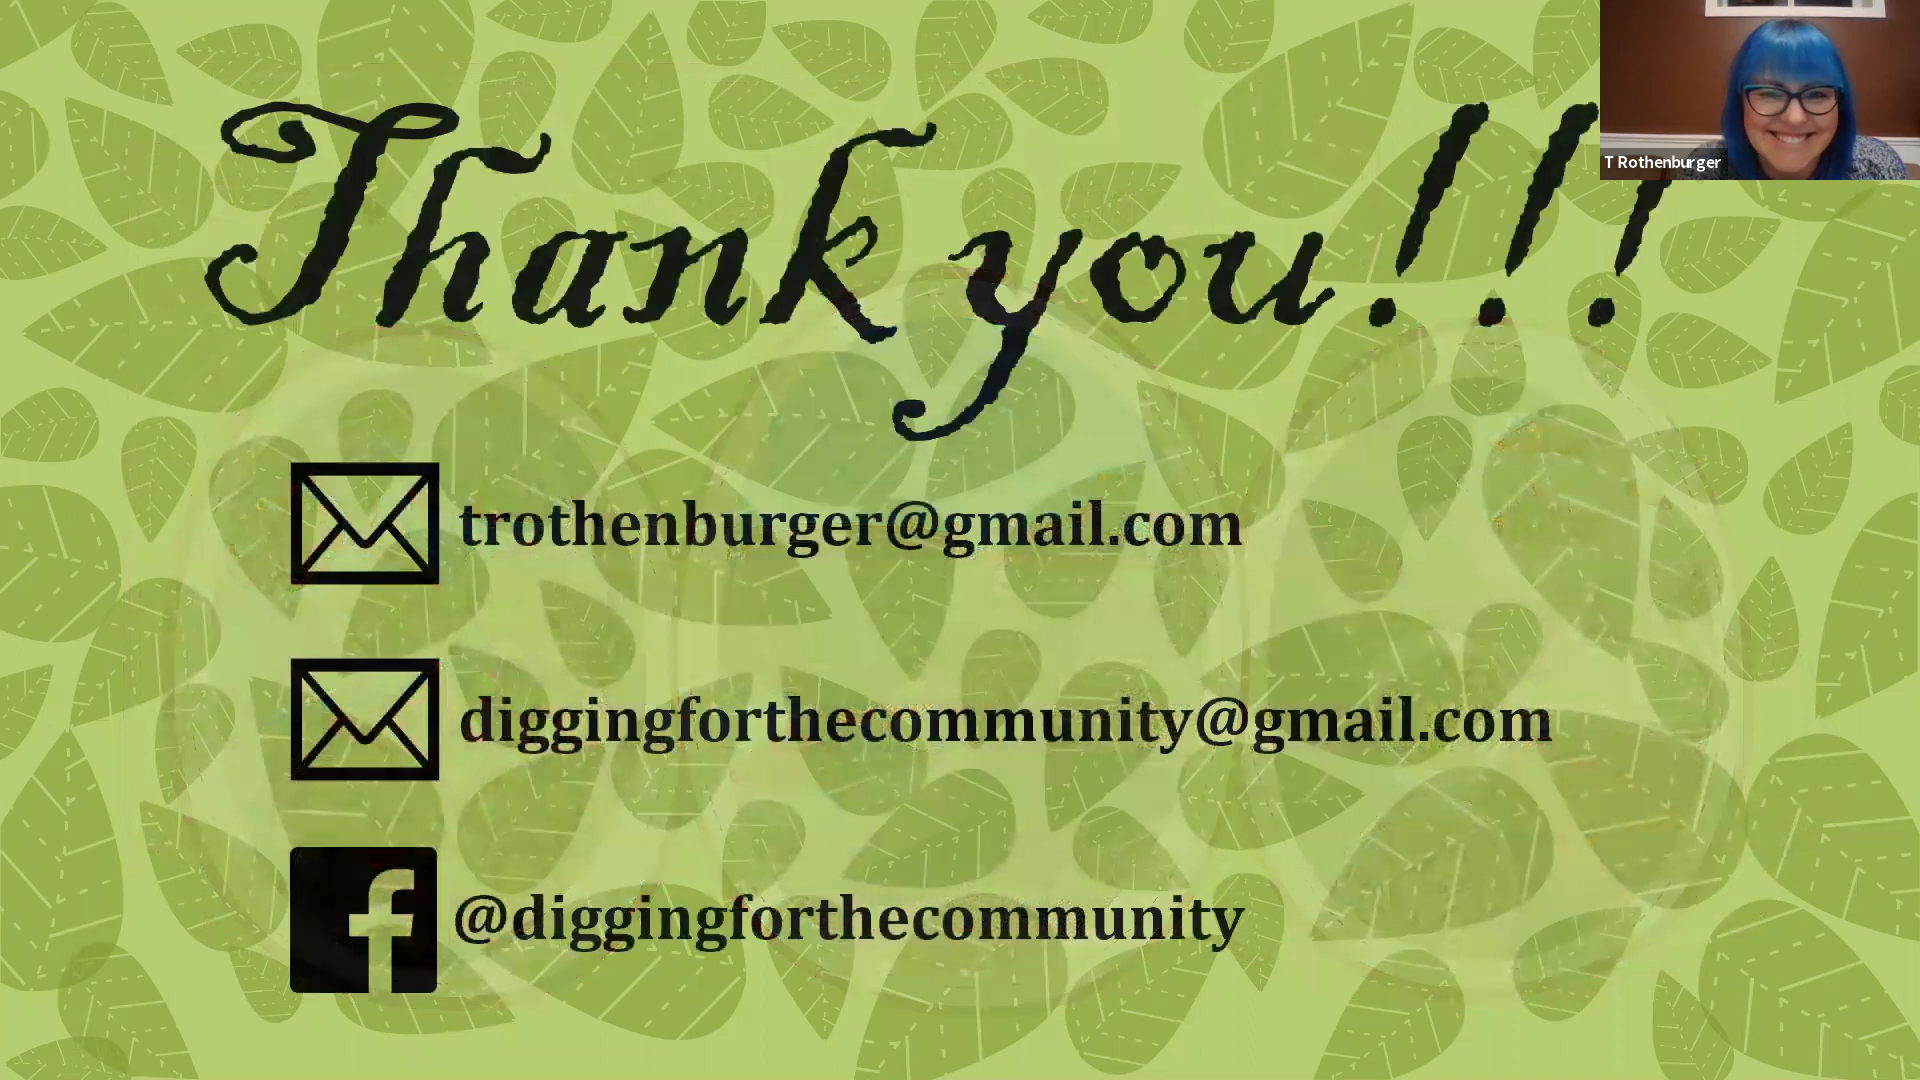 T Rothenburger
Thank you!!!
trothenburger@gmail.com
diggingforthecommunity@gmail.com
@diggingforthecommunity